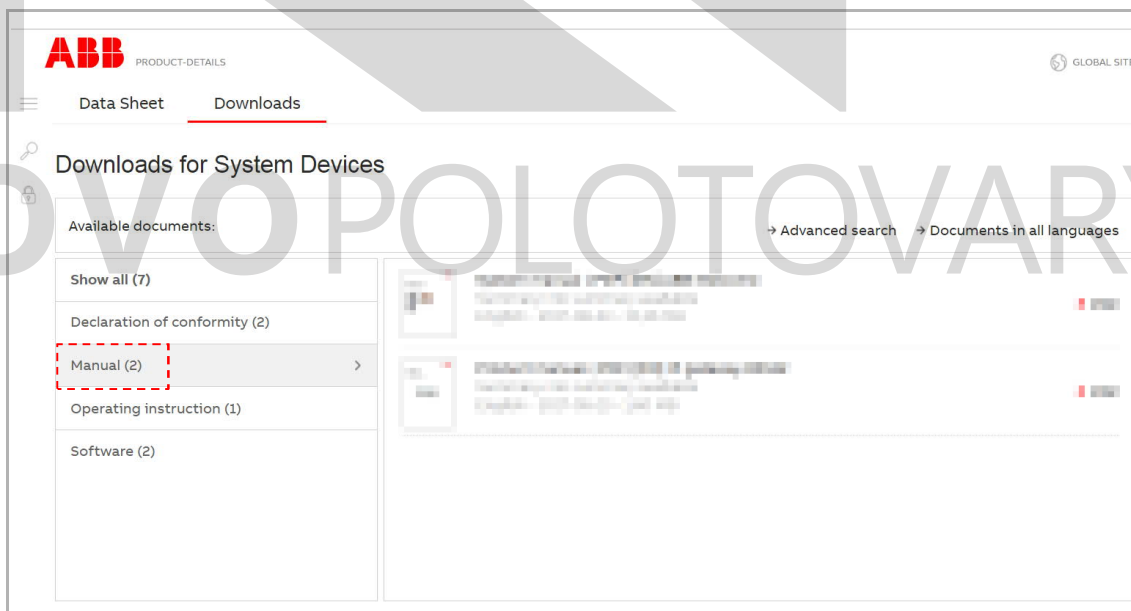 ABB PRODUCT-DETAILS
GLOBAL SIT
Data Sheet Downloads
Downloads for System Devices
OVOPOLOTOVARY
Available documents:
→ Advanced search → Documents in all languages
Show all (7)
Declaration of conformity (2)
Manual (2)
Operating instruction (1)
Software (2)